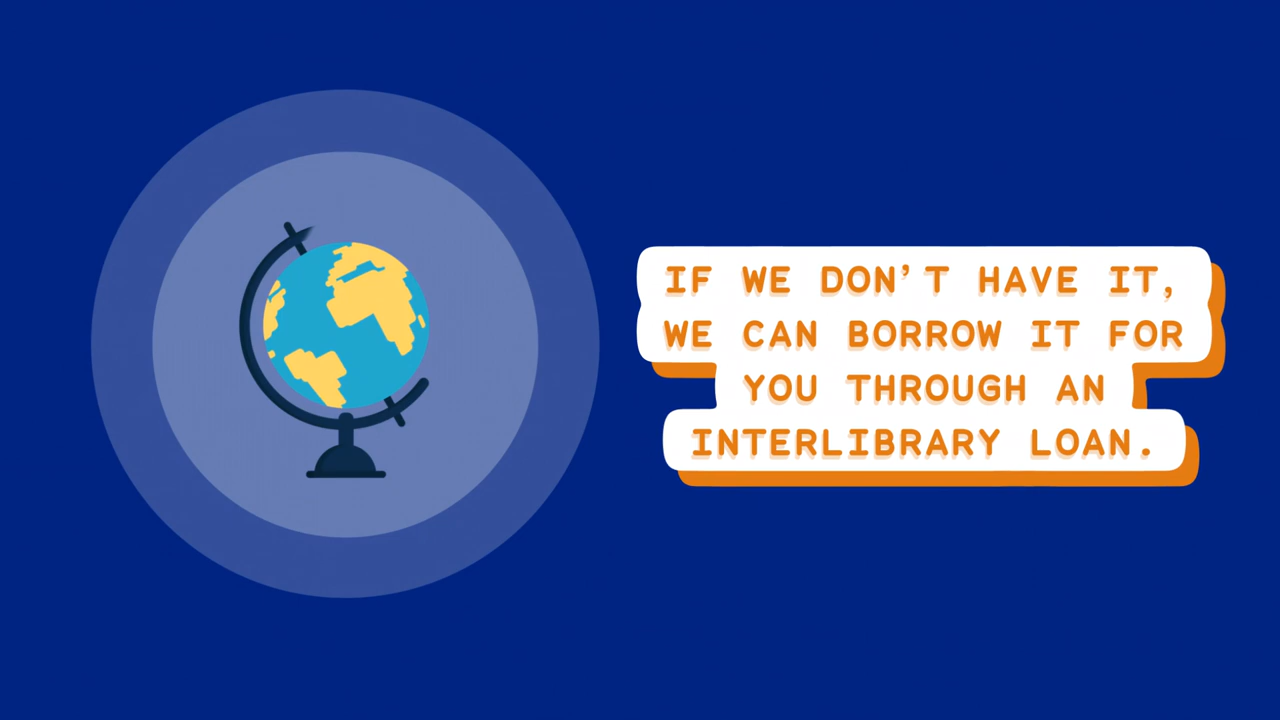 IF WE DON'T HAVE IT,
WE CAN BORROW IT FOR
YOU THROUGH AN
INTERLIBRARY LOAN.